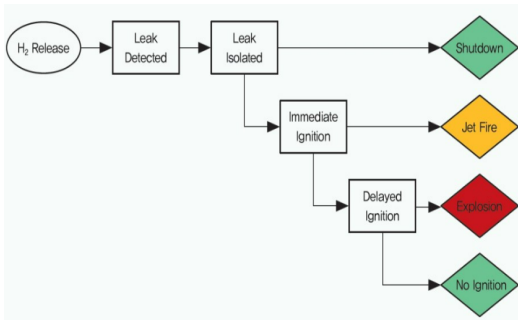 H₂ Release
Leak
Detected
Leak
Isolated
Shutdown
Immediate
Ignition
Jet Fire
Delayed
Ignition
Explosion
No Ignition